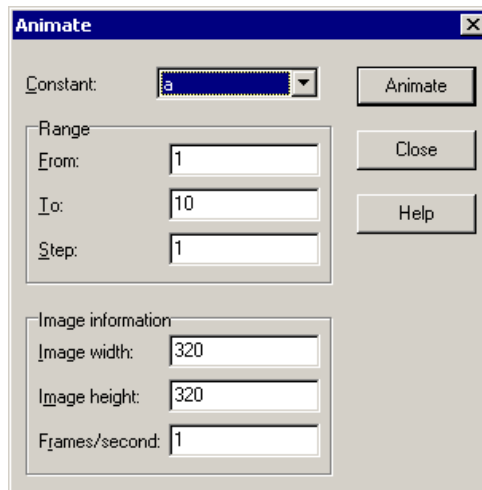 Animate
Constant: a Animate
Range
From: 1 Close
To: 10
Help
Step: 1
Image information
Image width: 320
Image height: 320
Frames/second: 1